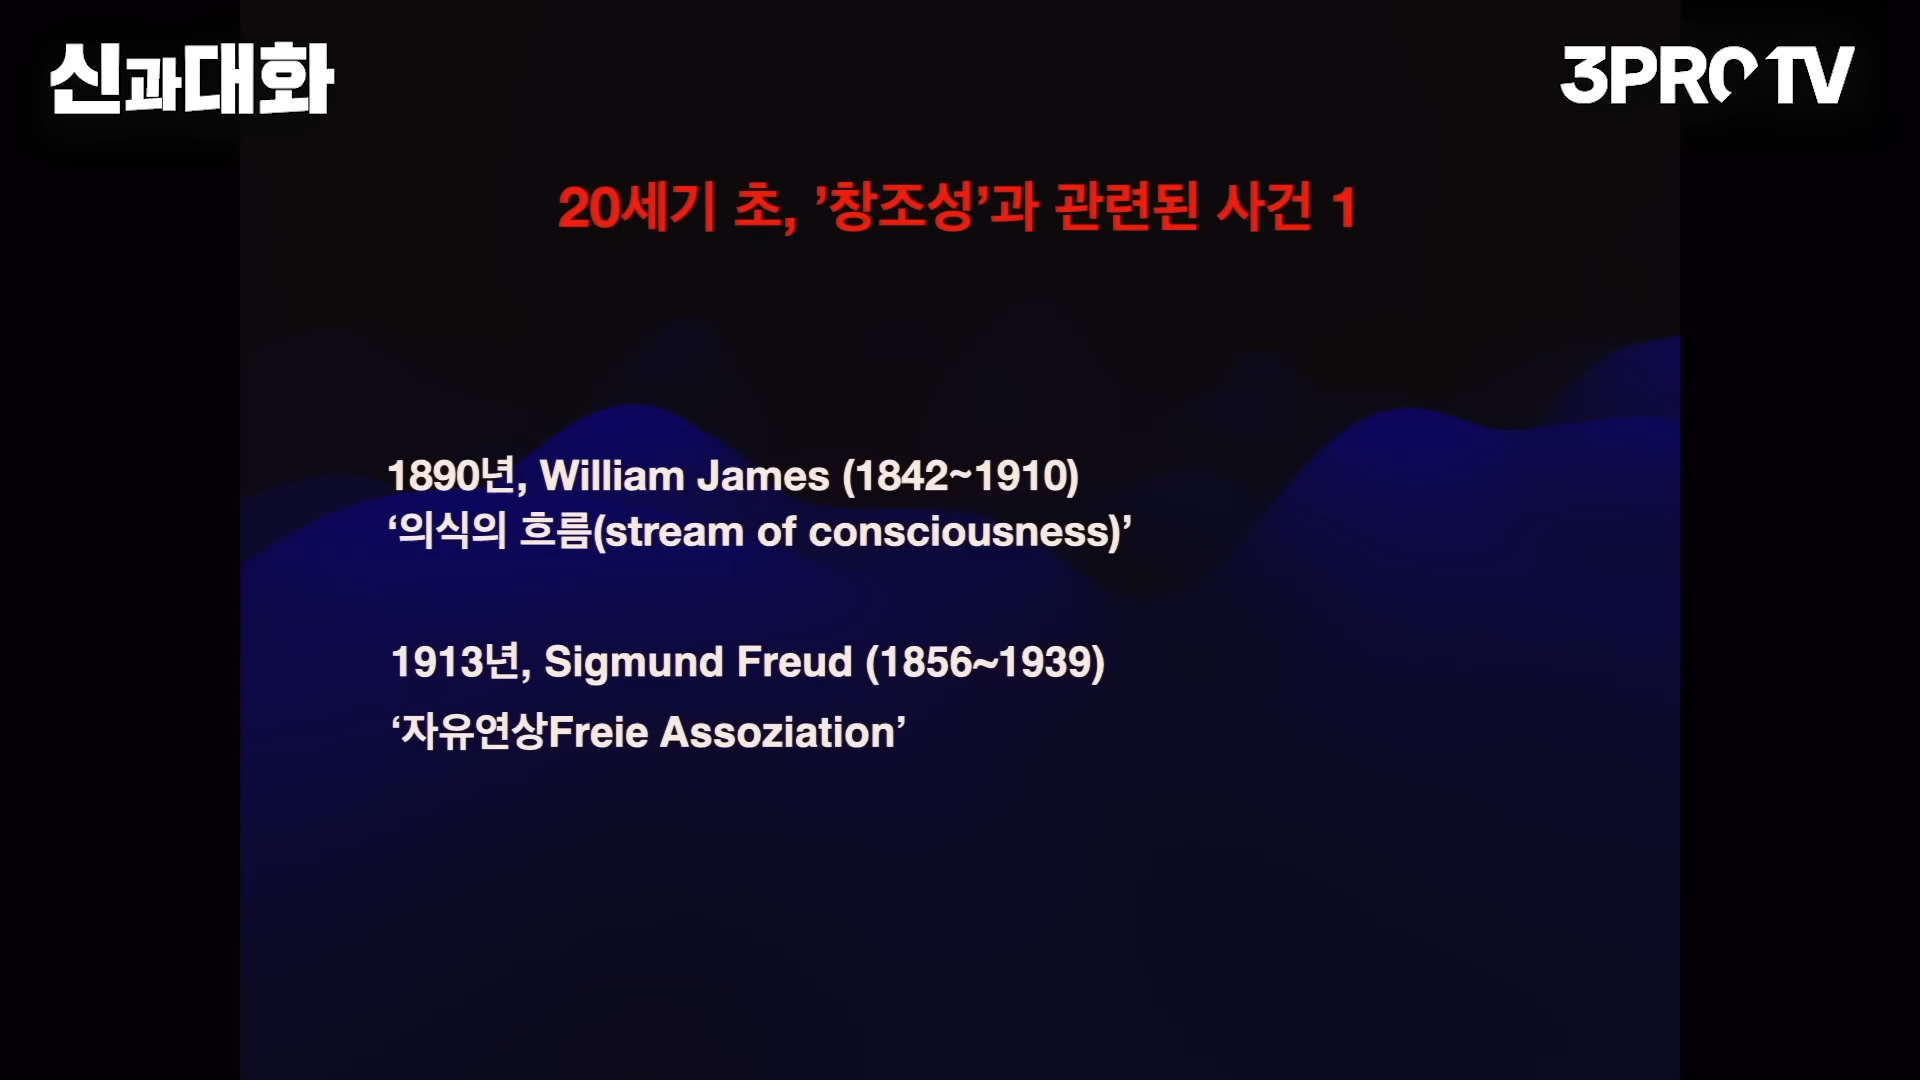 신과대화
3PRO TV
20세기 초, ’창조성’과 관련된 사건 1
1890년, William James (1842~1910)
‘의식의 흐름(stream of consciousness)’
1913년, Sigmund Freud (1856~1939)
‘자유연상Freie Assoziation’